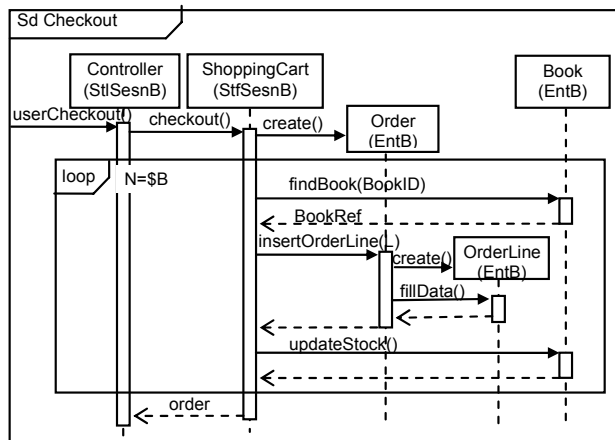 Sd Checkout
Controller
(StlSesnB)
ShoppingCart
(StfSesnB)
Book
(EntB)
userCheckout()
checkout()
create()
Order
(EntB)
loop
N=$B
findBook(BookID)
BookRef
insertOrderLine(L)
create()
OrderLine
(EntB)
fillData()
updateStock()
order